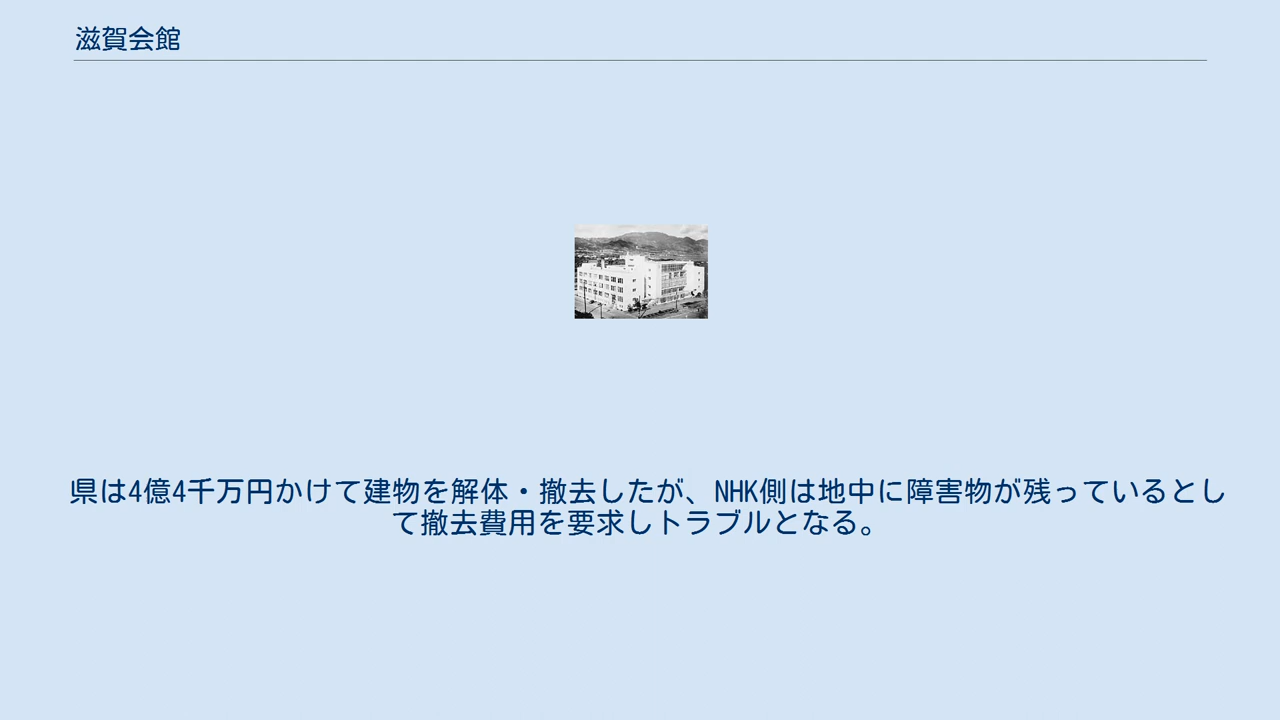 滋賀会館
県は4億4千万円かけて建物を解体・撤去したが、NHK側は地中に障害物が残っているとし
て撤去費用を要求しトラブルとなる。